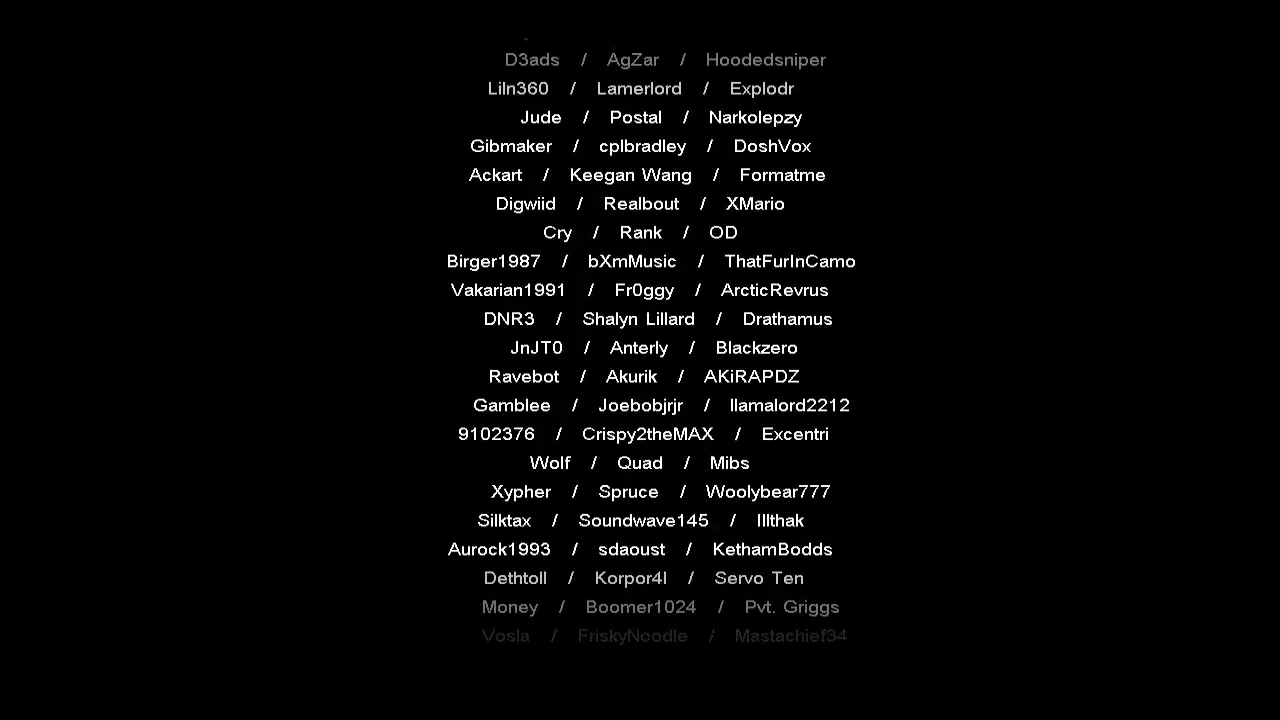 D3ads / AgZar / Hoodedsniper
Liln360 / Lamerlord / Explodr
Jude / Postal / Narkolepzy
Gibmaker / cplbradley / DoshVox
Ackart / Keegan Wang / Formatme
Digwiid / Realbout / XMario
Cry / Rank / OD
Birger1987 / bXmMusic / ThatFurInCamo
Vakarian1991 / Fr0ggy / ArcticRevrus
DNR3 / Shalyn Lillard / Drathamus
JnJT0 / Anterly / Blackzero
Ravebot / Akurik / AKiRAPDZ
Gamblee / Joebobjrjr / llamalord2212
9102376 / Crispy2theMAX / Excentri
Wolf / Quad / Mibs
Xypher / Spruce / Woolybear777
Silktax / Soundwave145 / Illthak
Aurock1993 / sdaoust / KethamBodds
Dethtoll / Korpor4l / Servo Ten
Money / Boomer1024 / Pvt. Griggs
Vosla / FriskyNoodle / Mastachief34